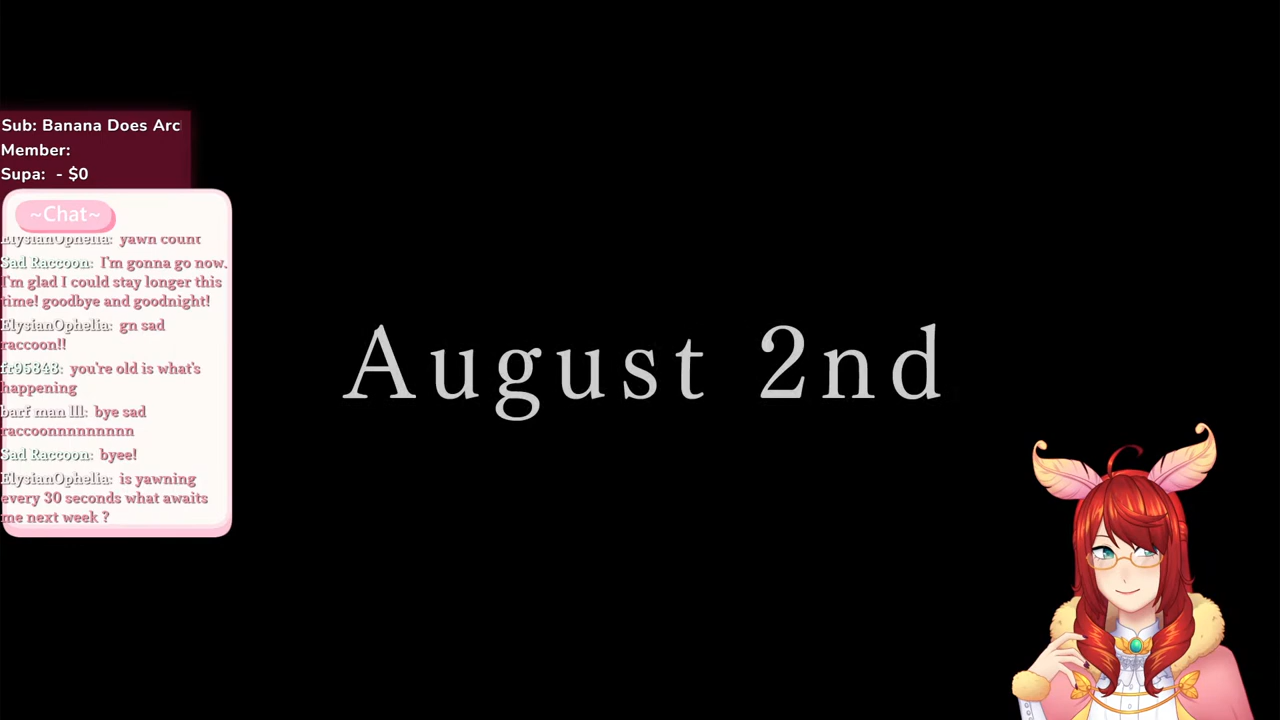 Sub: Banana Does Arc
Member:
Supa:  - $0
~Chat~
ElysianOphelia: yawn count
Sad Raccoon: I'm gonna go now.
I'm glad I could stay longer this
time! goodbye and goodnight!
ElysianOphelia: gn sad
raccoon!!
fr95848: you're old is what's
happening
barf man lll: bye sad
raccoonnnnnnnnn
Sad Raccoon: byee!
ElysianOphelia: is yawning
every 30 seconds what awaits
me next week ?
August 2nd